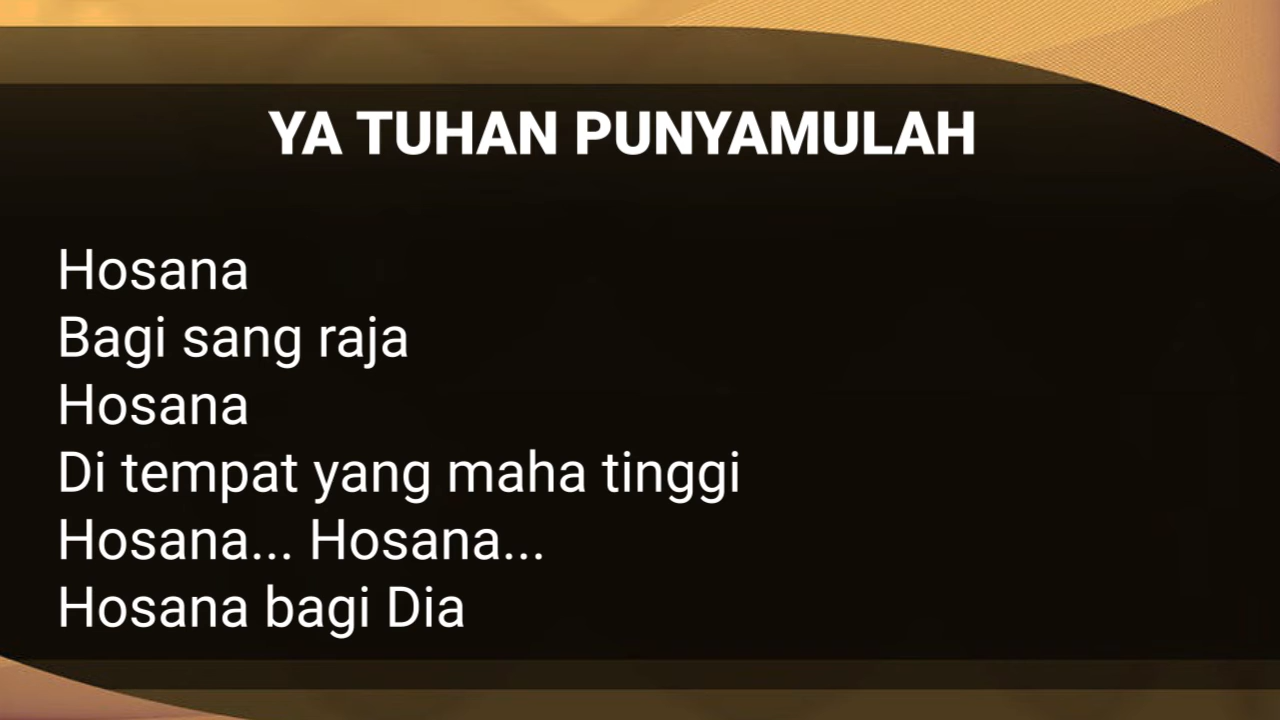 YA TUHAN PUNYAMULAH
Hosana
Bagi sang raja
Hosana
Di tempat yang maha tinggi
Hosana... Hosana...
Hosana bagi Dia